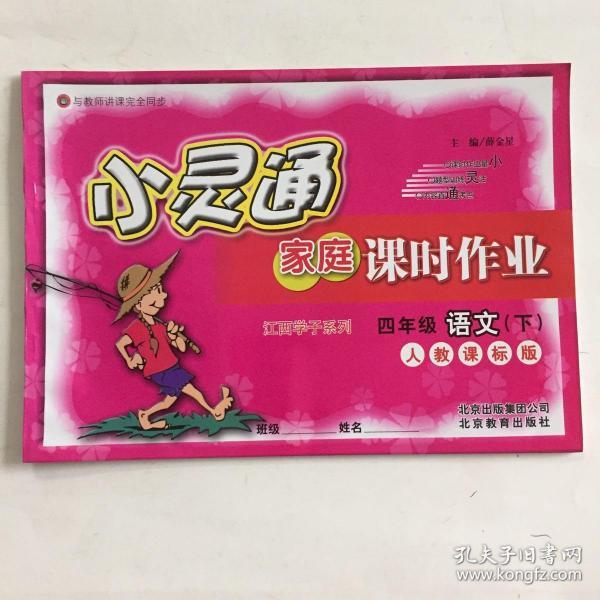 与教师讲课完全同步
主 编/薛金星
小灵通
小
灵
通
家庭 课时作业
江西学子系列
四年级 语文(下)
人教课标版
班级 姓名
北京出版集团公司
北京教育出版社
孔夫子旧书网
www.kongfz.com